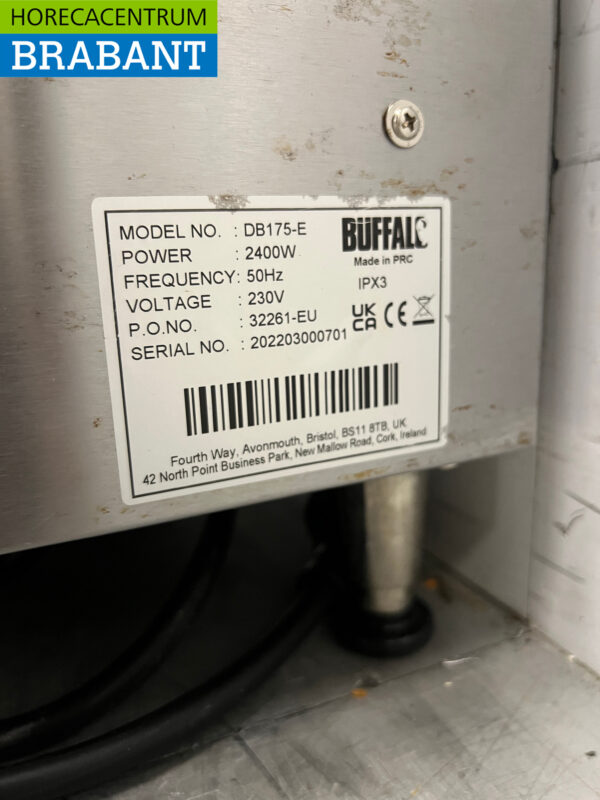 HORECACENTRUM
BRABANT
MODEL NO. : DB175-E
POWER : 2400W
FREQUENCY: 50Hz
VOLTAGE : 230V
P.O.NO. : 32261-EU
SERIAL NO. : 202203000701
BÜFFALO
Made in PRC
IPX3
UK
CA CE
Fourth Way, Avonmouth, Bristol, BS11 8TB, UK
42 North Point Business Park, New Mallow Road, Cork, Ireland